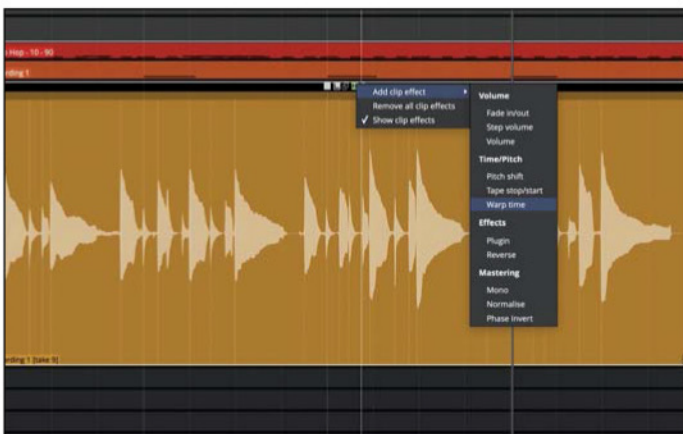 Hop - 10 - 90
rding 1
Add clip effect
Remove all clip effects
✓ Show clip effects
Volume
Fade in/out
Step volume
Volume
Time/Pitch
Pitch shift
Tape stop/start
Warp time
Effects
Plugin
Reverse
Mastering
Mono
Normalise
Phase Invert
rding 1 [take 9]